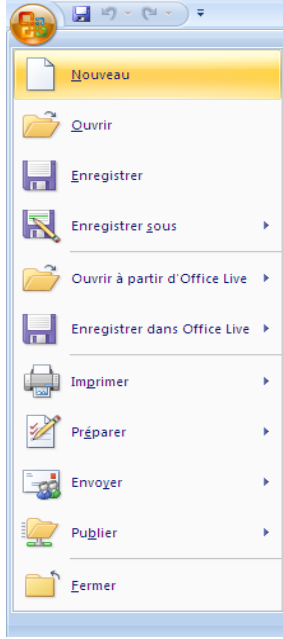 Nouveau
Ouvrir
Enregistrer
Enregistrer sous
Ouvrir à partir d'Office Live
Enregistrer dans Office Live
Imprimer
Préparer
Envoyer
Publier
Fermer